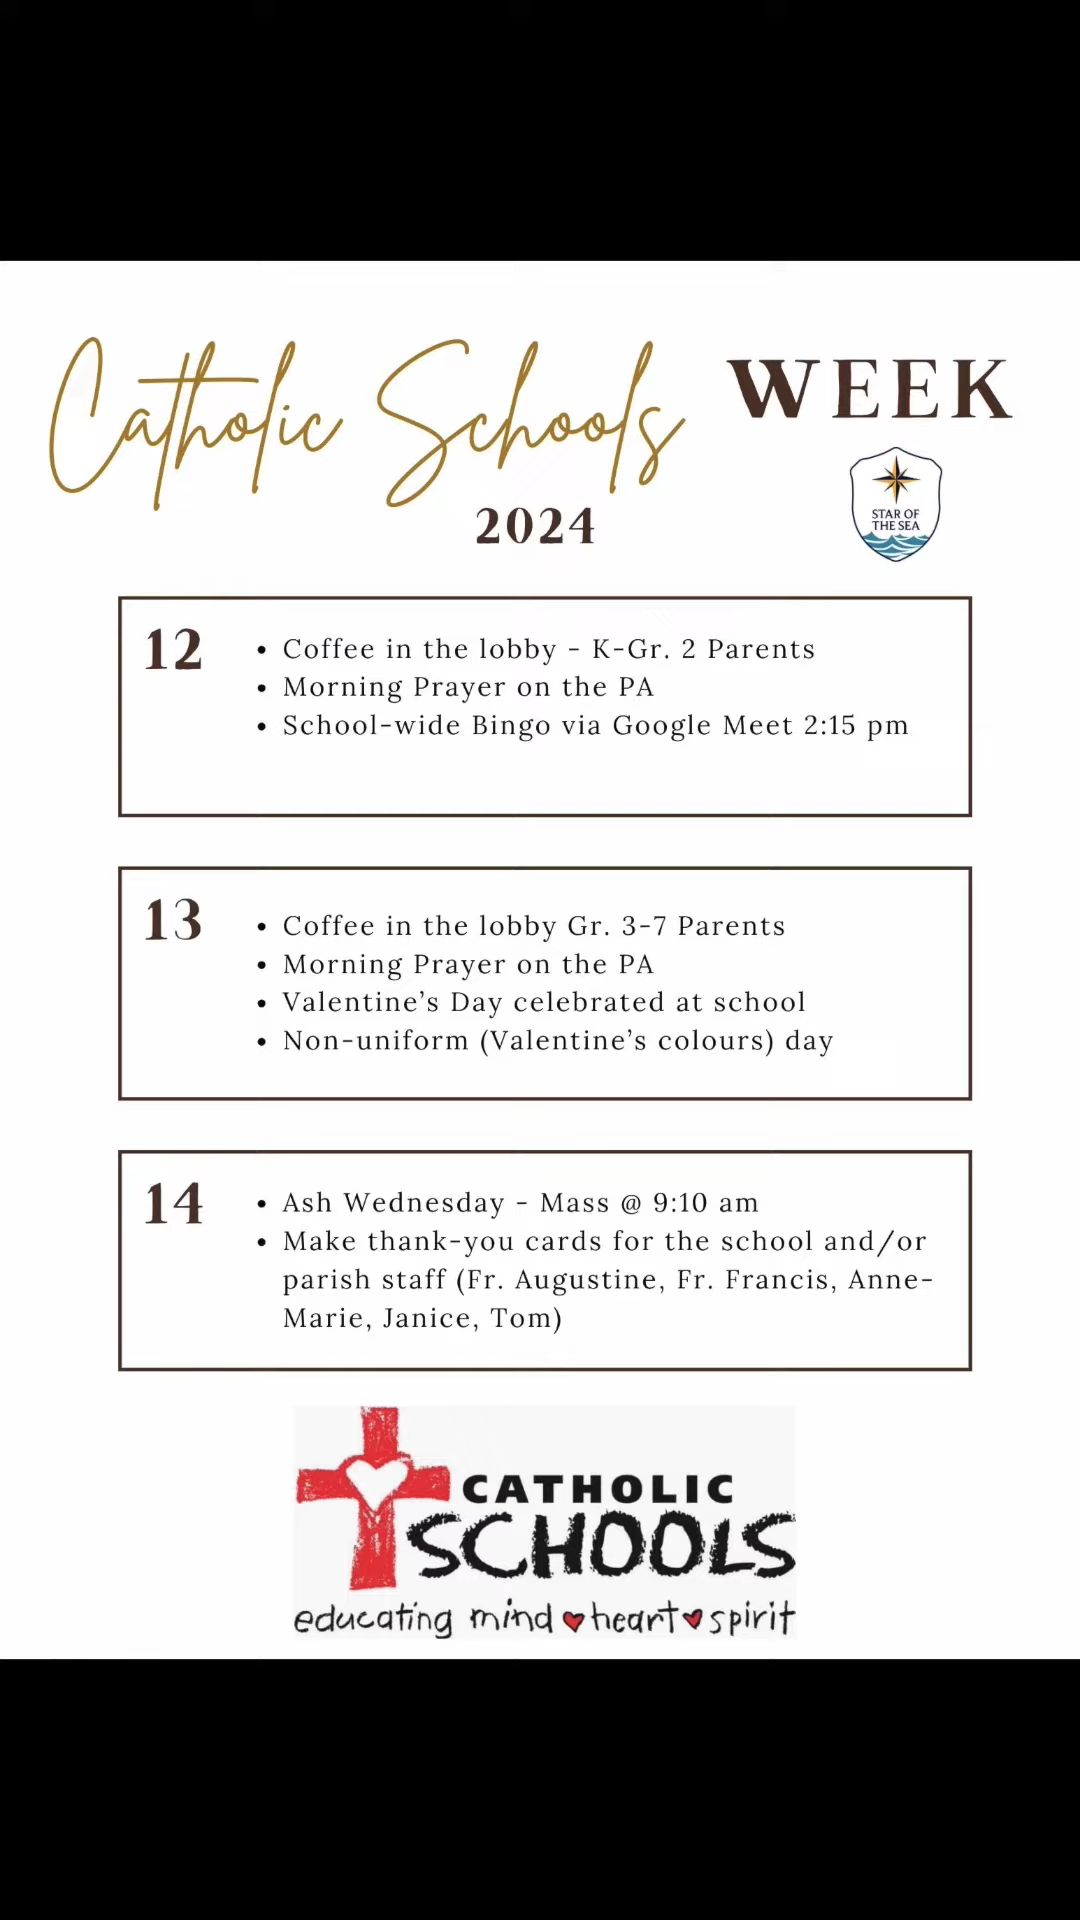 Catholic Schools WEEK
2024
STAR OF
THE SEA
12
• Coffee in the lobby - K-Gr. 2 Parents
• Morning Prayer on the PA
• School-wide Bingo via Google Meet 2:15 pm
13
• Coffee in the lobby Gr. 3-7 Parents
• Morning Prayer on the PA
• Valentine’s Day celebrated at school
• Non-uniform (Valentine’s colours) day
14
• Ash Wednesday - Mass @ 9:10 am
• Make thank-you cards for the school and/or
parish staff (Fr. Augustine, Fr. Francis, Anne-
Marie, Janice, Tom)
CATHOLIC
SCHOOLS
educating mind heart spirit